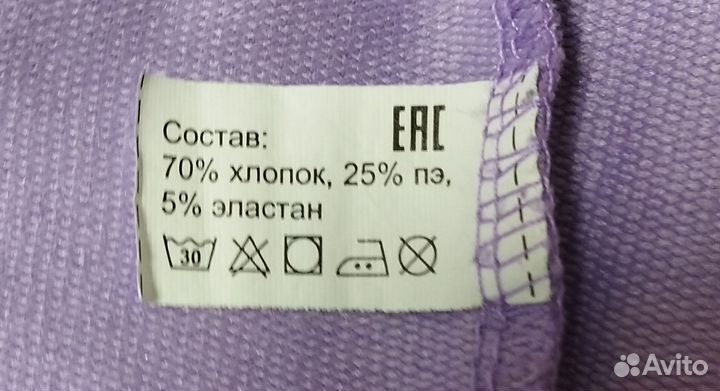 Состав:
EAC
70% хлопок, 25% пэ,
5% эластан
30
Avito